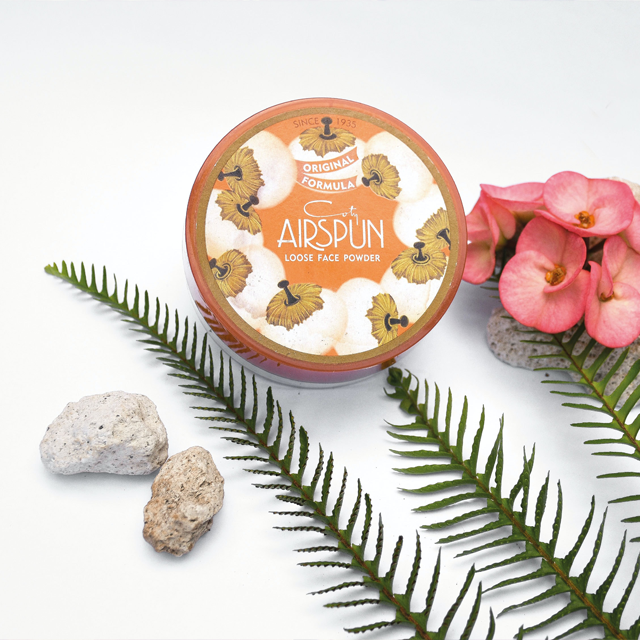 SINCE 1935
ORIGINAL
FORMULA
Coty
AIRSPUN
LOOSE FACE POWDER